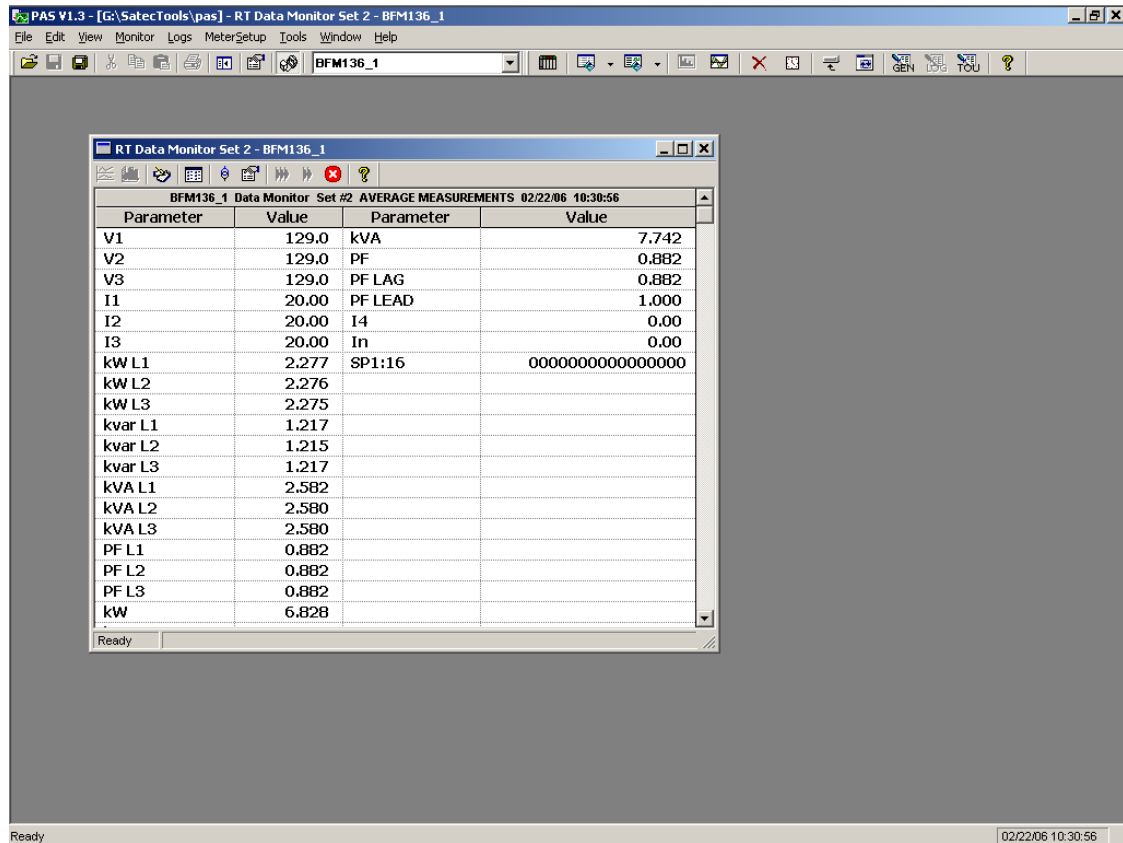 PAS V1.3 - [G:\SatecTools\pas] - RT Data Monitor Set 2 - BFM136_1
File Edit View Monitor Logs MeterSetup Tools Window Help
BFM136_1 GEN LOG TOU
RT Data Monitor Set 2 - BFM136_1
BFM136_1 Data Monitor Set #2 AVERAGE MEASUREMENTS 02/22/06 10:30:56
Parameter Value Parameter Value
V1 129.0 kVA 7.742
V2 129.0 PF 0.882
V3 129.0 PF LAG 0.882
I1 20.00 PF LEAD 1.000
I2 20.00 I4 0.00
I3 20.00 In 0.00
kW L1 2.277 SP1:16 0000000000000000
kW L2 2.276
kW L3 2.275
kvar L1 1.217
kvar L2 1.215
kvar L3 1.217
kVA L1 2.582
kVA L2 2.580
kVA L3 2.580
PF L1 0.882
PF L2 0.882
PF L3 0.882
kW 6.828
Ready
Ready 02/22/06 10:30:56